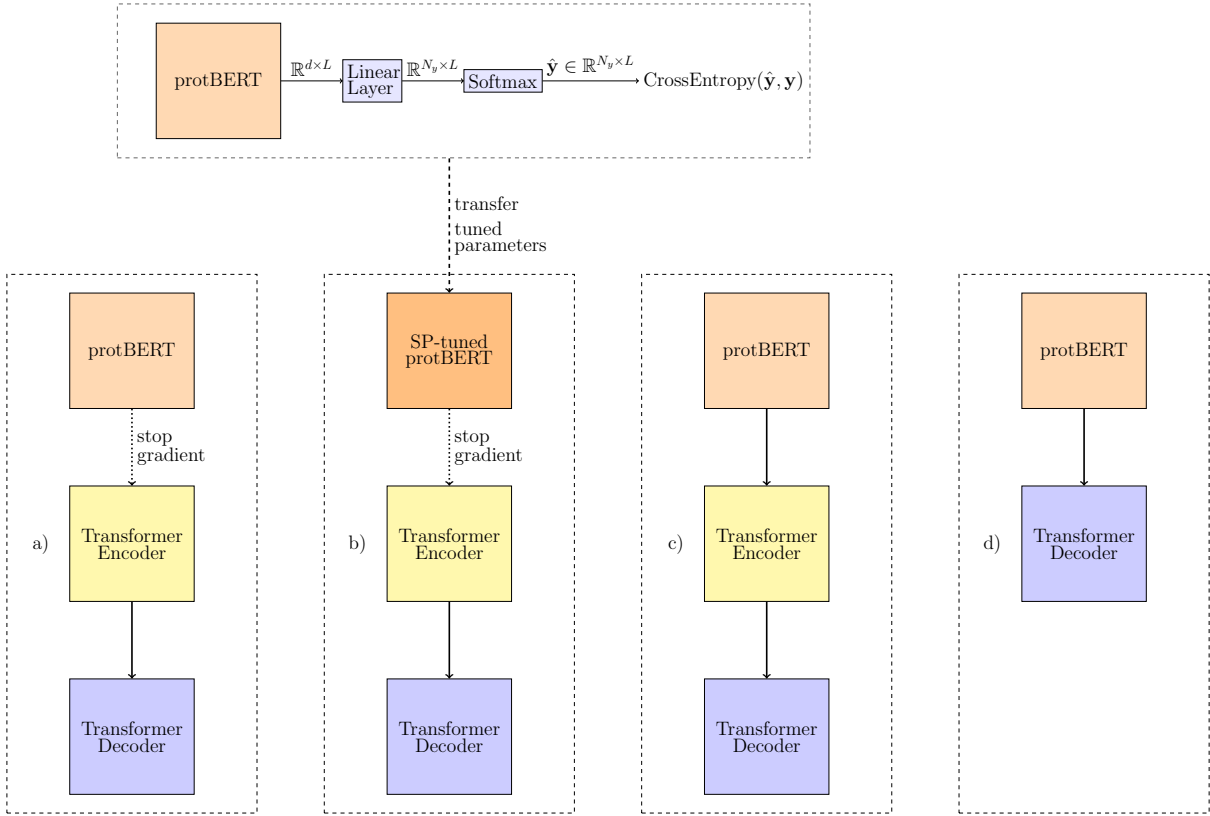 protBERT
ℝ^{d×L}
Linear
Layer
ℝ^{N_y×L}
Softmax
ŷ ∈ ℝ^{N_y×L}
CrossEntropy(ŷ, y)
transfer
tuned
parameters
a)
protBERT
stop
gradient
Transformer
Encoder
Transformer
Decoder
b)
SP-tuned
protBERT
stop
gradient
Transformer
Encoder
Transformer
Decoder
c)
protBERT
Transformer
Encoder
Transformer
Decoder
d)
protBERT
Transformer
Decoder